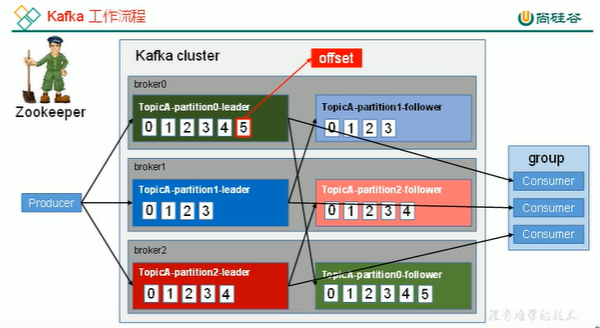 Kafka 工作流程
尚硅谷
Zookeeper
Kafka cluster
offset
broker0
TopicA-partition0-leader
0 1 2 3 4 5
TopicA-partition1-follower
0 1 2 3
broker1
TopicA-partition1-leader
0 1 2 3
TopicA-partition2-follower
0 1 2 3 4
broker2
TopicA-partition2-leader
0 1 2 3 4
TopicA-partition0-follower
0 1 2 3 4 5
Producer
group
Consumer
Consumer
Consumer